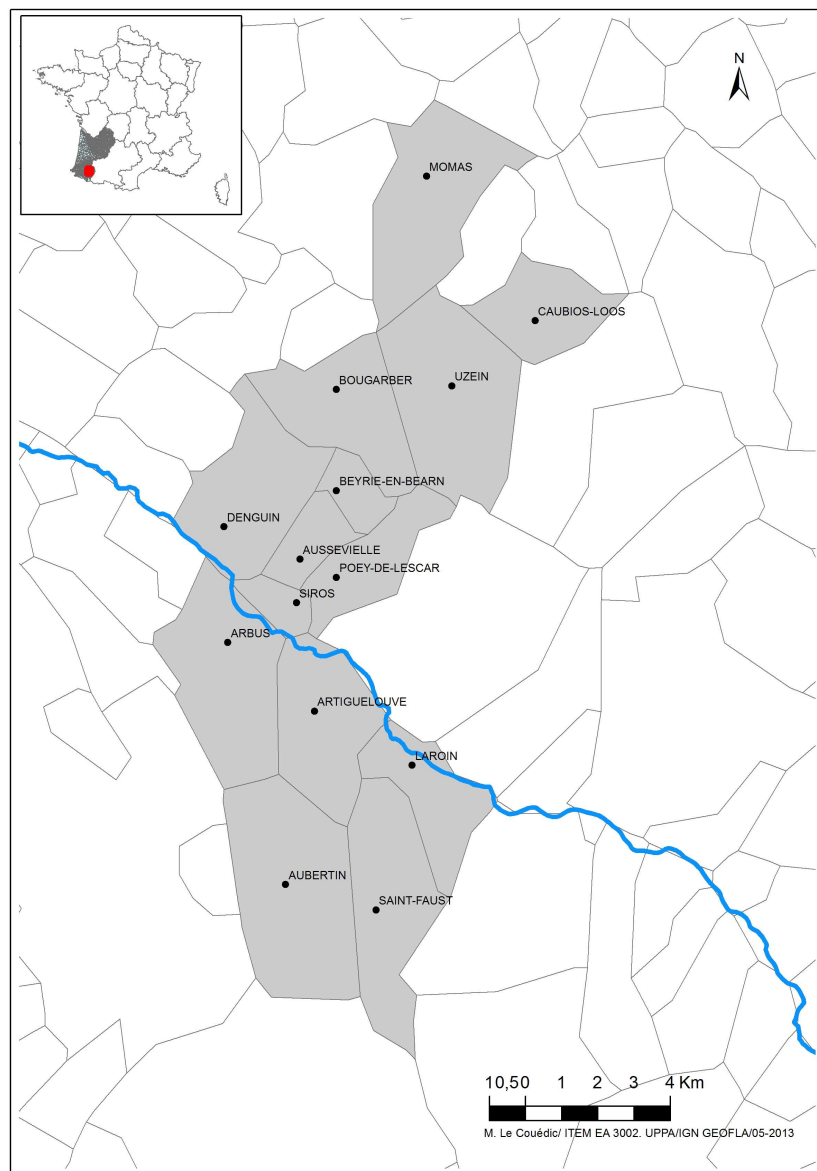 N
MOMAS
CAUBIOS-LOOS
UZEIN
BOUGARBER
BEYRIE-EN-BEARN
DENGUIN
AUSSEVIELLE
POEY-DE-LESCAR
SIROS
ARBUS
ARTIGUELOUVE
LAROIN
AUBERTIN
SAINT-FAUST
10,50 1 2 3 4 Km
M. Le Couédic/ ITEM EA 3002. UPPA/IGN GEOFLA/05-2013